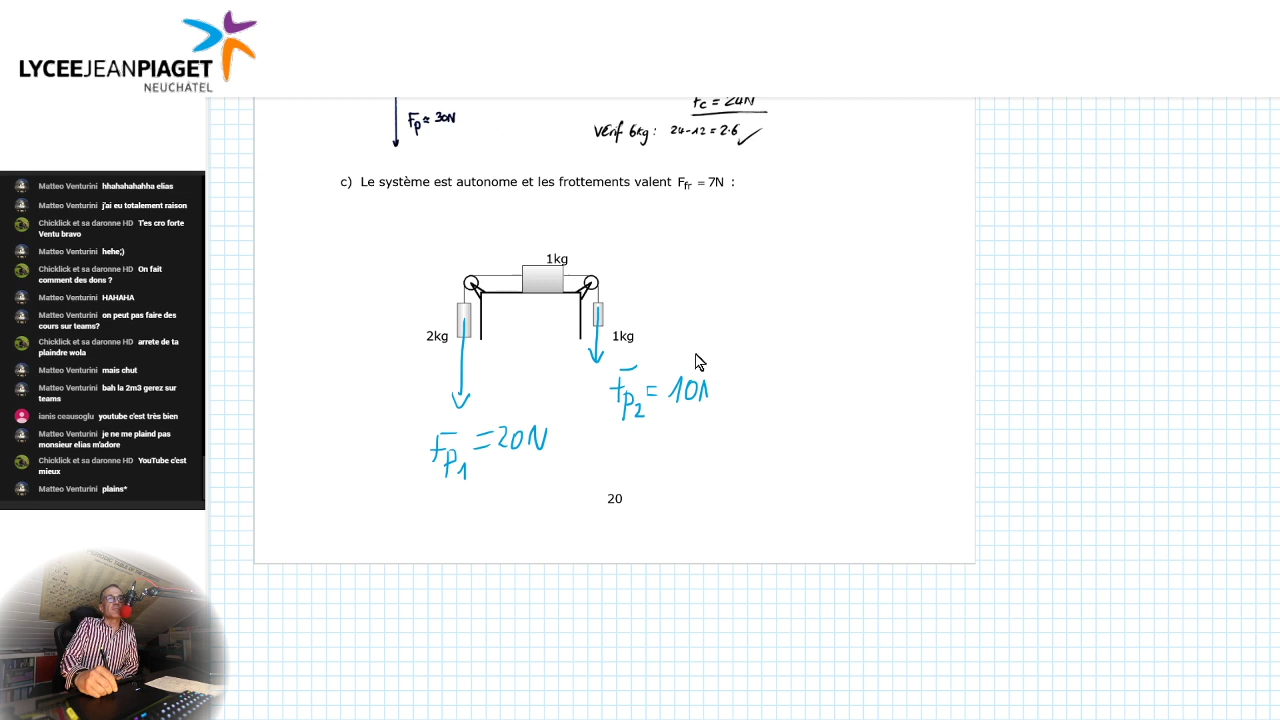 LYCEEJEANPIAGET
NEUCHÂTEL
Fc = 24N
Fp = 30N
Vérif 6kg : 24-12 = 2·6 ✓
c) Le système est autonome et les frottements valent Ffr = 7N :
1kg
2kg
1kg
Fp2 = 10N
Fp1 = 20N
20
Matteo Venturini hhahahahahha elias
Matteo Venturini j'ai eu totalement raison
Chicklick et sa daronne HD T'es cro forte
Ventu bravo
Matteo Venturini hehe;)
Chicklick et sa daronne HD On fait
comment des dons ?
Matteo Venturini HAHAHA
Matteo Venturini on peut pas faire des
cours sur teams?
Chicklick et sa daronne HD arrete de ta
plaindre wola
Matteo Venturini mais chut
Matteo Venturini bah la 2m3 gerez sur
teams
ianis ceausoglu youtube c'est très bien
Matteo Venturini je ne me plaind pas
monsieur elias m'adore
Chicklick et sa daronne HD YouTube c'est
mieux
Matteo Venturini plains*